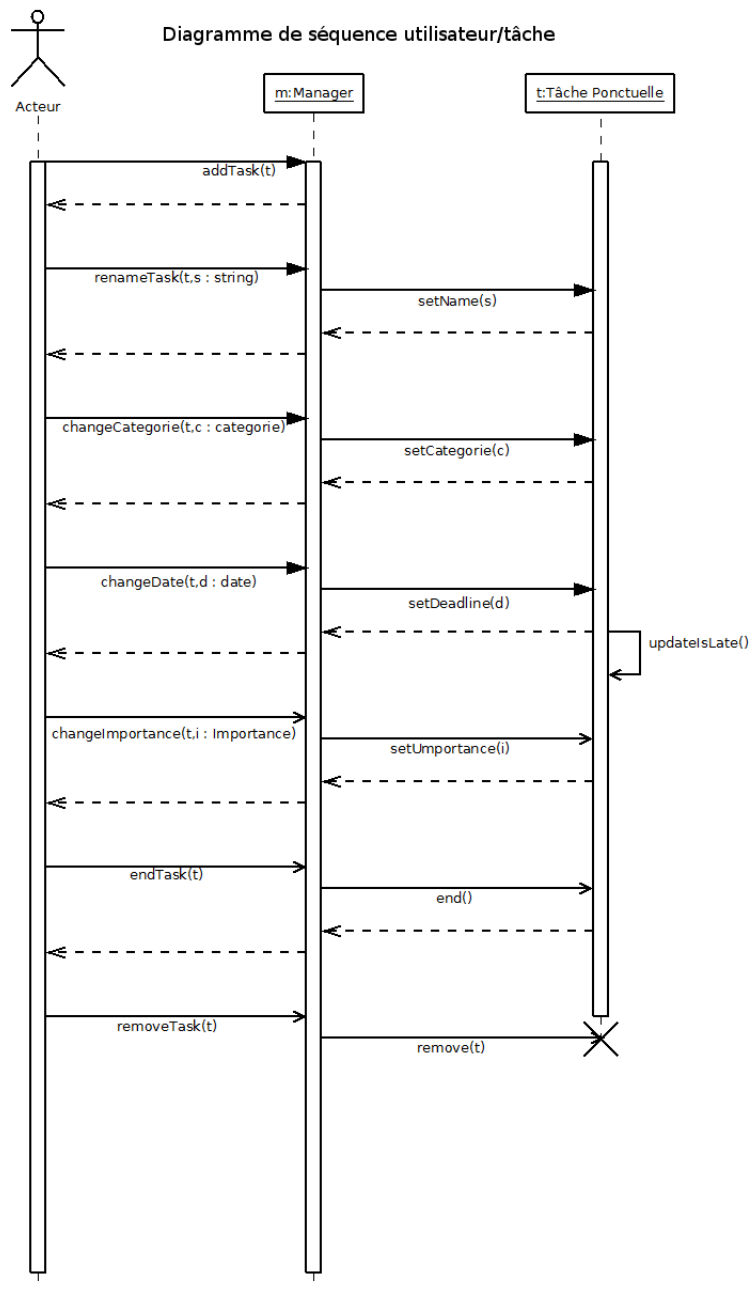 Diagramme de séquence utilisateur/tâche
Acteur
m:Manager
t:Tâche Ponctuelle
addTask(t)
renameTask(t,s : string)
setName(s)
changeCategorie(t,c : categorie)
setCategorie(c)
changeDate(t,d : date)
setDeadline(d)
updateIsLate()
changeImportance(t,i : Importance)
setUmportance(i)
endTask(t)
end()
removeTask(t)
remove(t)